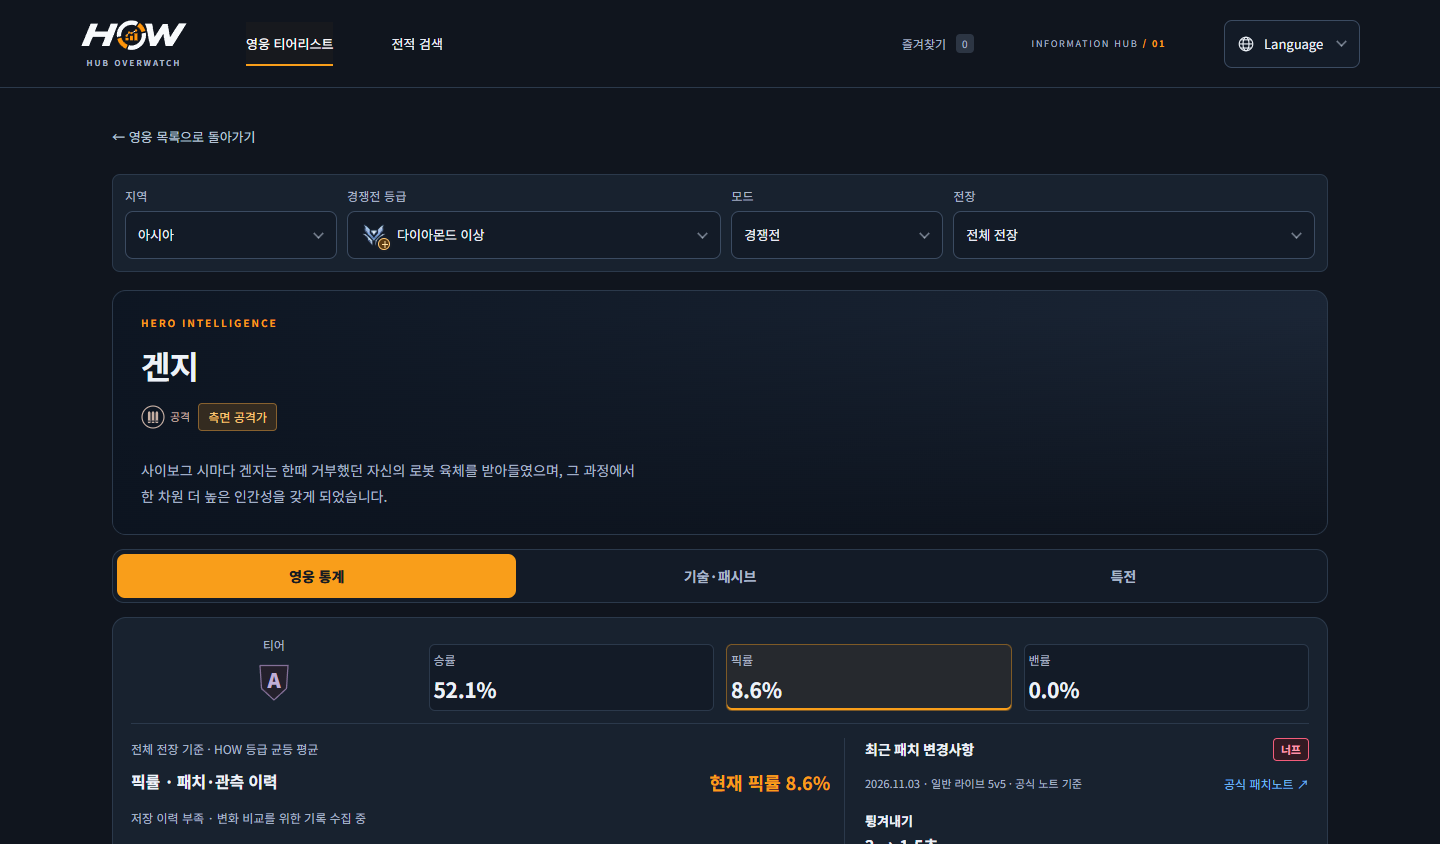 HOW
HUB OVERWATCH
영웅 티어리스트
전적 검색
즐겨찾기 0
INFORMATION HUB / 01
Language
← 영웅 목록으로 돌아가기
지역
경쟁전 등급
모드
전장
아시아
다이아몬드 이상
경쟁전
전체 전장
HERO INTELLIGENCE
겐지
공격
측면 공격가
사이보그 시마다 겐지는 한때 거부했던 자신의 로봇 육체를 받아들였으며, 그 과정에서
한 차원 더 높은 인간성을 갖게 되었습니다.
영웅 통계
기술·패시브
특전
티어
A
승률
52.1%
픽률
8.6%
밴률
0.0%
전체 전장 기준 · HOW 등급 균등 평균
픽률 · 패치·관측 이력
현재 픽률 8.6%
저장 이력 부족 · 변화 비교를 위한 기록 수집 중
최근 패치 변경사항
너프
2026.11.03 · 일반 라이브 5v5 · 공식 노트 기준
공식 패치노트 ↗
튕겨내기